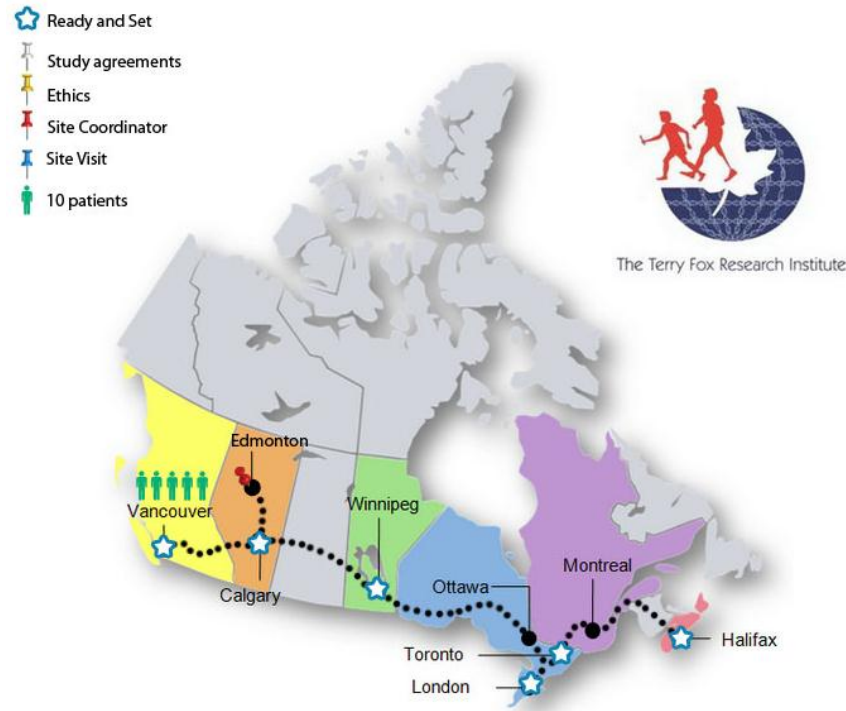 Ready and Set
Study agreements
Ethics
Site Coordinator
Site Visit
10 patients
The Terry Fox Research Institute
Edmonton
Vancouver
Winnipeg
Calgary
Ottawa
Montreal
Toronto
Halifax
London